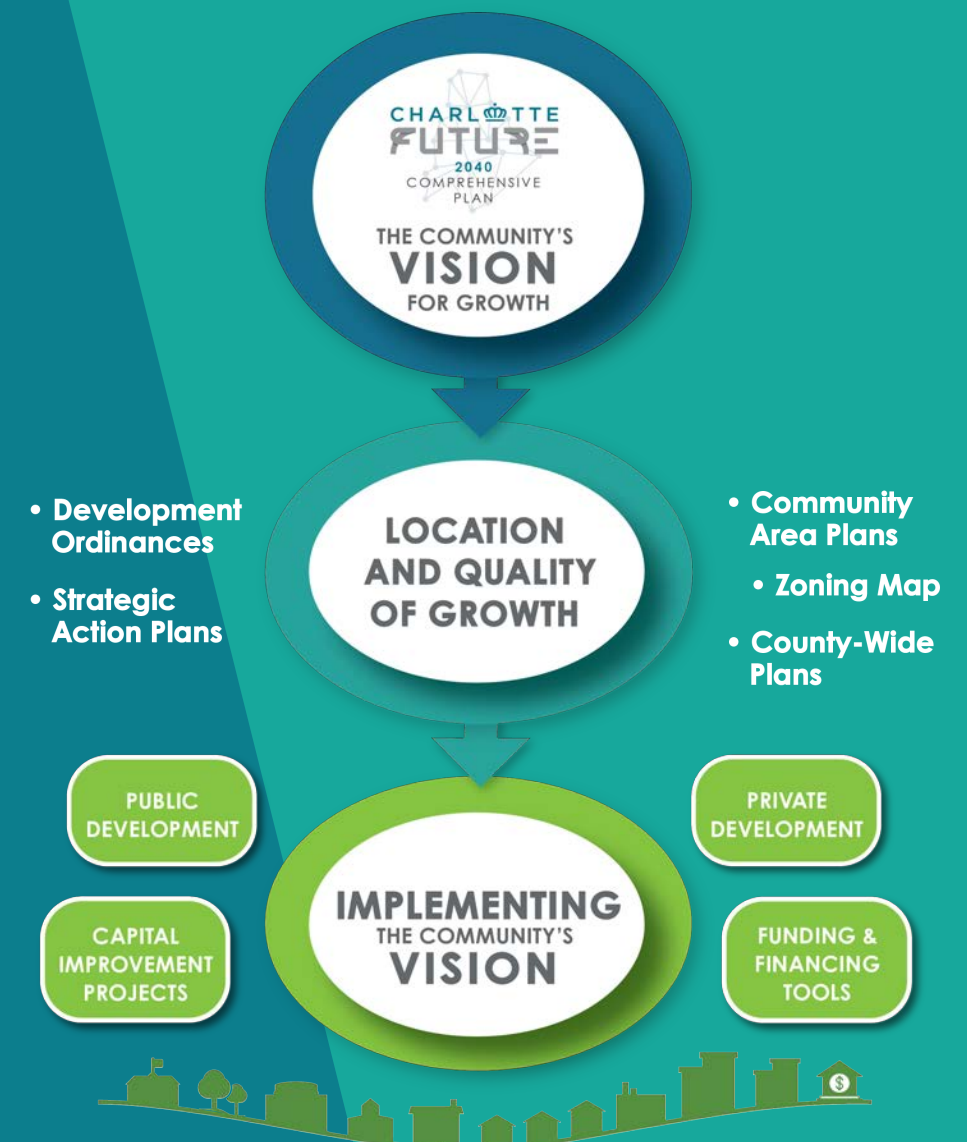 CHARLOTTE
FUTURE
2040
COMPREHENSIVE
PLAN
THE COMMUNITY'S
VISION
FOR GROWTH
• Development
Ordinances
• Strategic
Action Plans
LOCATION
AND QUALITY
OF GROWTH
• Community
Area Plans
• Zoning Map
• County-Wide
Plans
PUBLIC
DEVELOPMENT
CAPITAL
IMPROVEMENT
PROJECTS
IMPLEMENTING
THE COMMUNITY'S
VISION
PRIVATE
DEVELOPMENT
FUNDING &
FINANCING
TOOLS
$